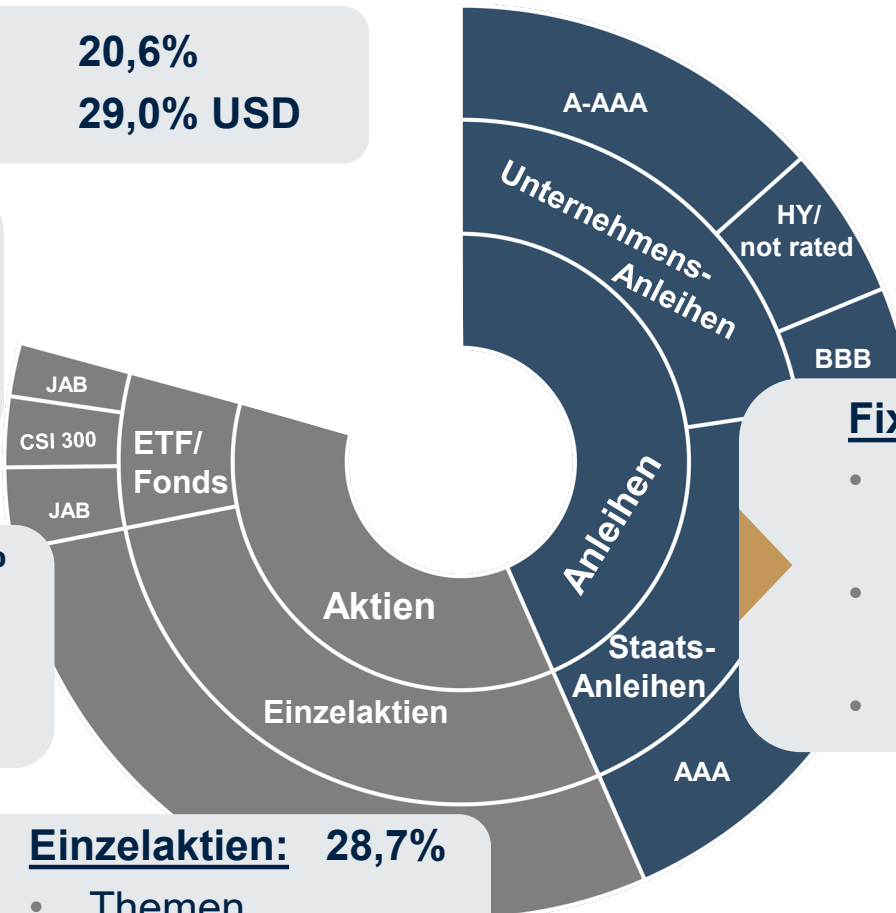 20,6%
29,0% USD
A-AAA
Unternehmens-
Anleihen
HY/
not rated
BBB
JAB
CSI 300
JAB
ETF/
Fonds
Anleihen
Aktien
Staats-
Anleihen
Einzelaktien
AAA
Einzelaktien: 28,7%
• Themen